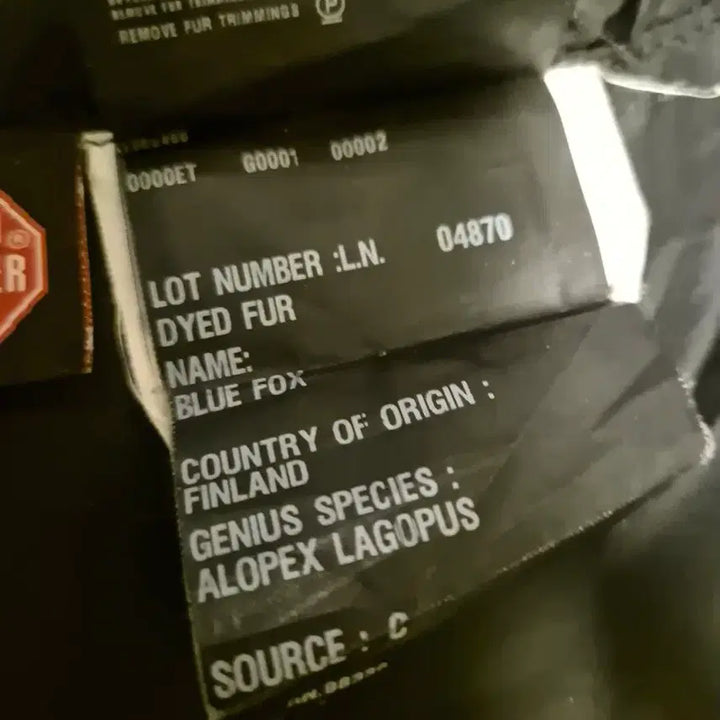 REMOVE FUR TRIMMINGS
P
0000ET G0001 00002
LOT NUMBER :L.N. 04870
DYED FUR
NAME:
BLUE FOX
COUNTRY OF ORIGIN :
FINLAND
GENIUS SPECIES :
ALOPEX LAGOPUS
SOURCE : C
R
®